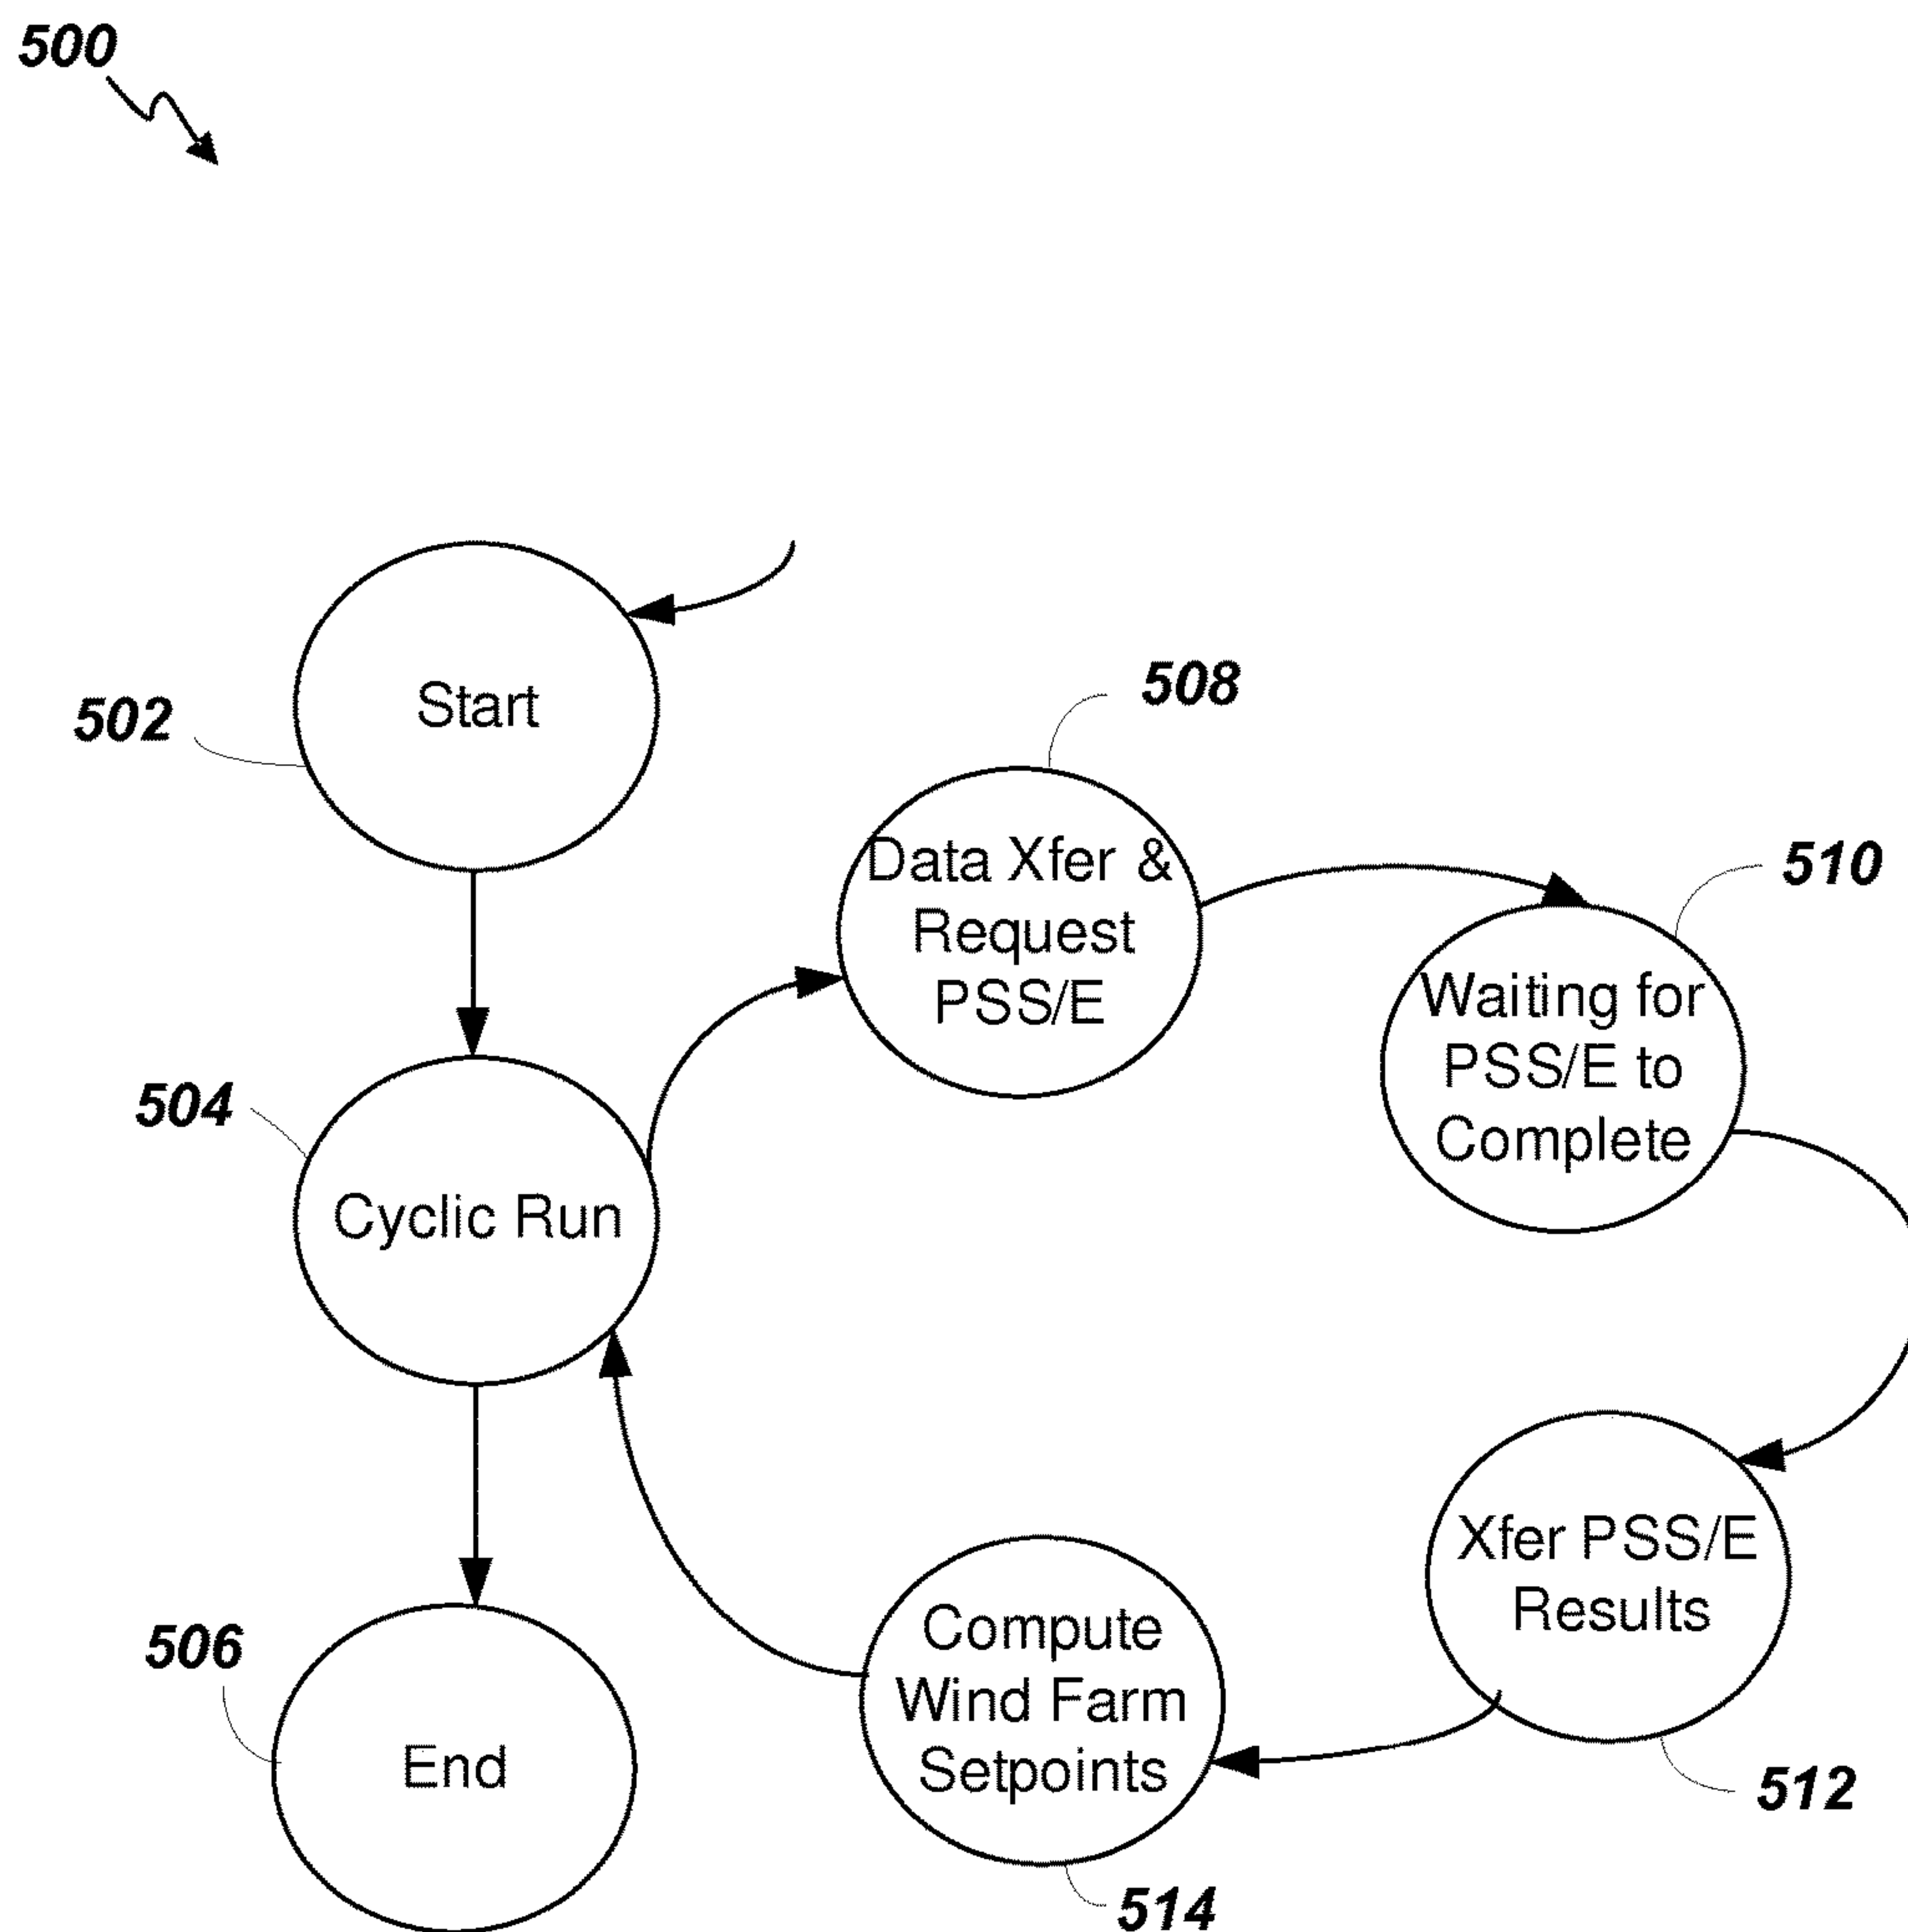 500
Start
502
508
Data Xfer &
Request
PSS/E
510
Waiting for
PSS/E to
Complete
504
Cyclic Run
Xfer PSS/E
Results
512
Compute
Wind Farm
Setpoints
514
506
End